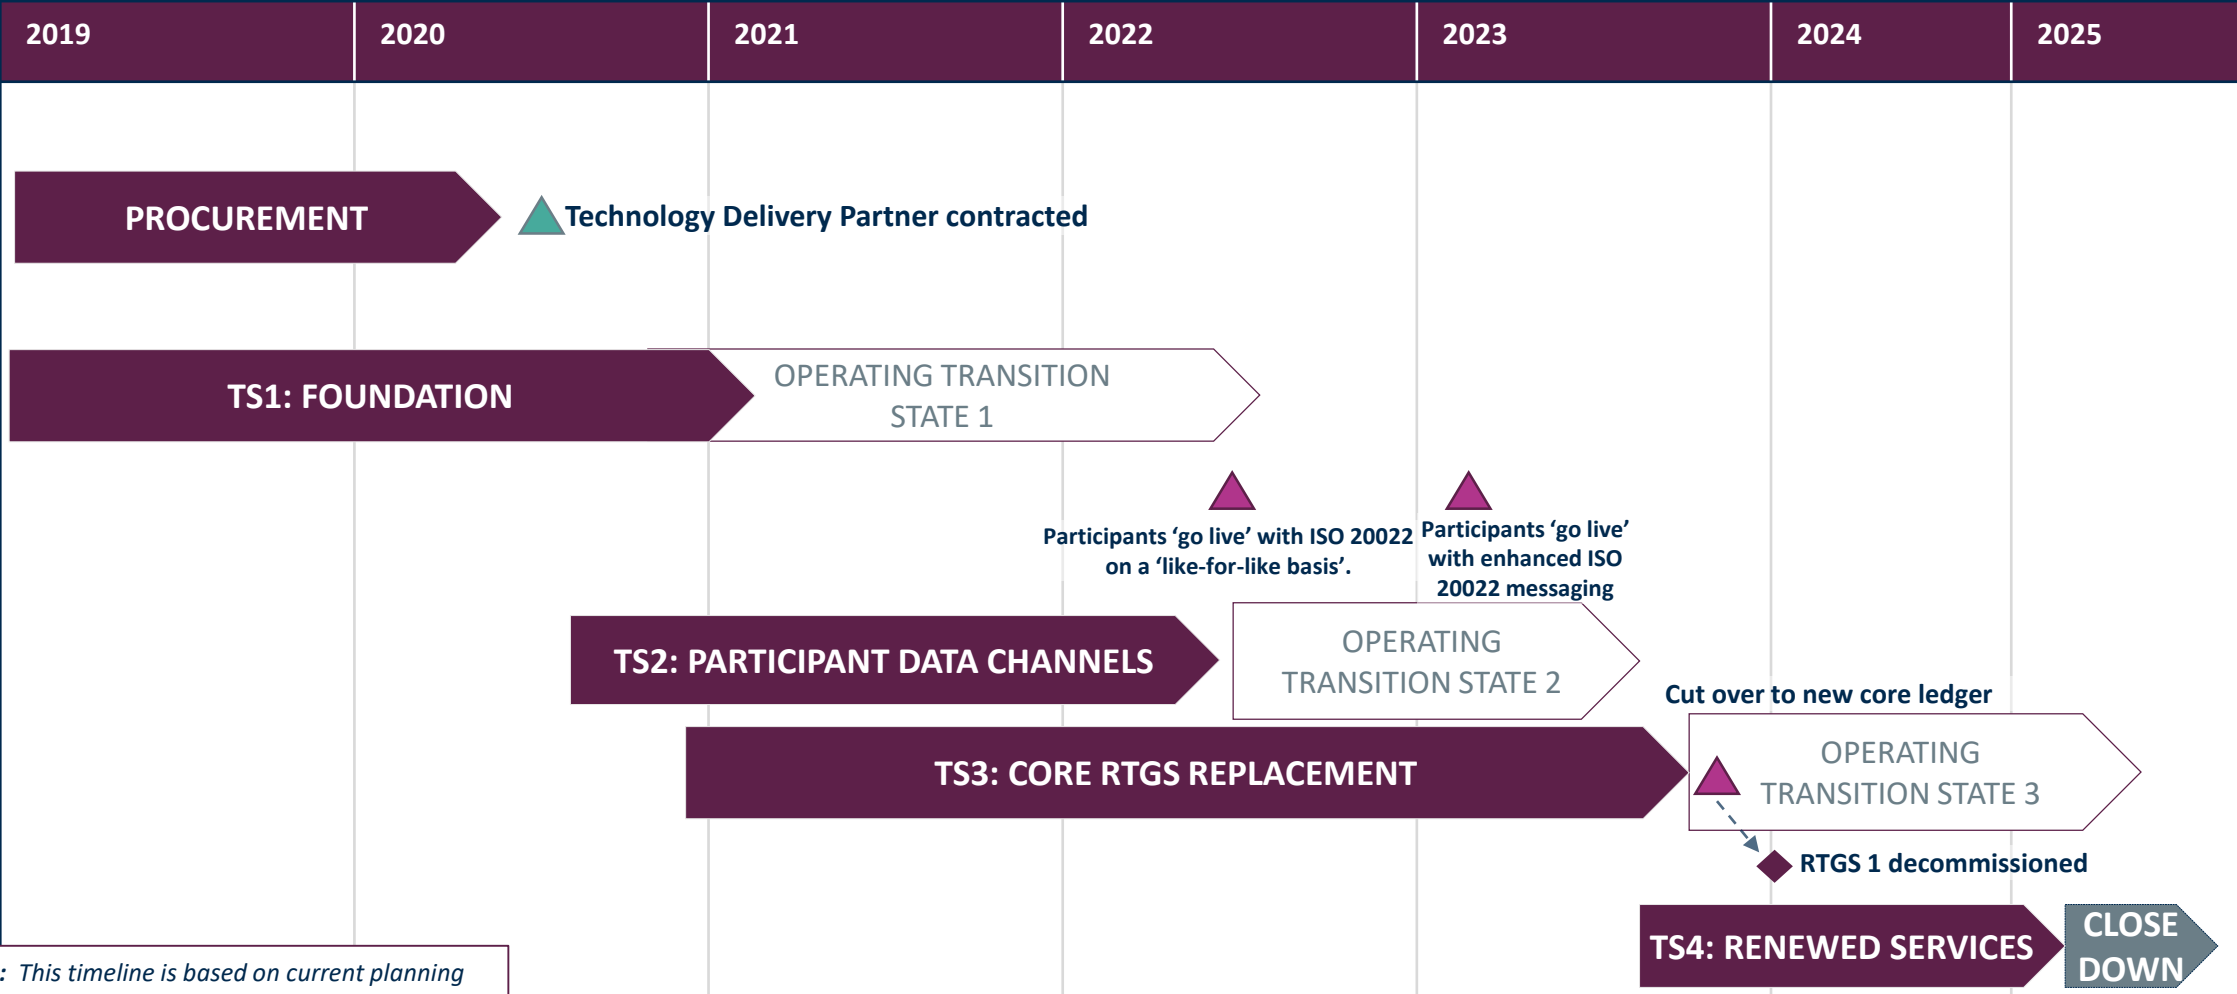 2019 2020 2021 2022 2023 2024 2025
PROCUREMENT
Technology Delivery Partner contracted
TS1: FOUNDATION
OPERATING TRANSITION
STATE 1
Participants ‘go live’ with ISO 20022
on a ‘like-for-like basis’.
Participants ‘go live’
with enhanced ISO
20022 messaging
TS2: PARTICIPANT DATA CHANNELS
OPERATING
TRANSITION STATE 2
Cut over to new core ledger
TS3: CORE RTGS REPLACEMENT
OPERATING
TRANSITION STATE 3
RTGS 1 decommissioned
TS4: RENEWED SERVICES
CLOSE
DOWN
: This timeline is based on current planning